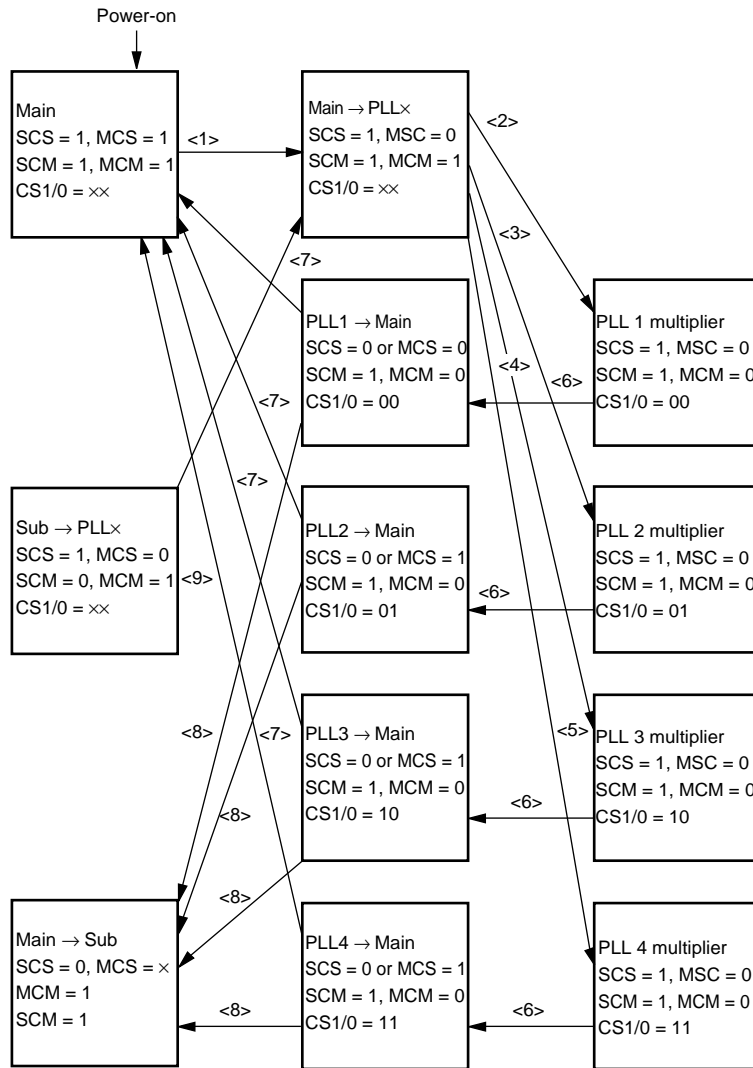 Power-on
Main
SCS = 1, MCS = 1
SCM = 1, MCM = 1
CS1/0 = ××
<1>
Main → PLL×
SCS = 1, MSC = 0
SCM = 1, MCM = 1
CS1/0 = ××
<2>
<3>
<4>
<5>
<7>
PLL1 → Main
SCS = 0 or MCS = 0
SCM = 1, MCM = 0
CS1/0 = 00
<6>
PLL 1 multiplier
SCS = 1, MSC = 0
SCM = 1, MCM = 0
CS1/0 = 00
<7>
<7>
Sub → PLL×
SCS = 1, MCS = 0
SCM = 0, MCM = 1
CS1/0 = ××
<9>
PLL2 → Main
SCS = 0 or MCS = 1
SCM = 1, MCM = 0
CS1/0 = 01
<6>
PLL 2 multiplier
SCS = 1, MSC = 0
SCM = 1, MCM = 0
CS1/0 = 01
<8>
<7>
<8>
PLL3 → Main
SCS = 0 or MCS = 1
SCM = 1, MCM = 0
CS1/0 = 10
<6>
PLL 3 multiplier
SCS = 1, MSC = 0
SCM = 1, MCM = 0
CS1/0 = 10
<8>
Main → Sub
SCS = 0, MCS = ×
MCM = 1
SCM = 1
<8>
PLL4 → Main
SCS = 0 or MCS = 1
SCM = 1, MCM = 0
CS1/0 = 11
<6>
PLL 4 multiplier
SCS = 1, MSC = 0
SCM = 1, MCM = 0
CS1/0 = 11